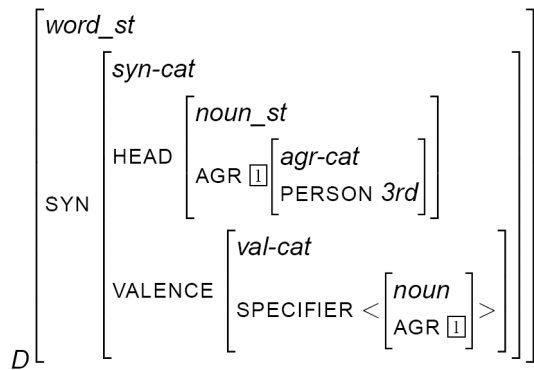 word_st
syn-cat
noun_st
HEAD
agr-cat
AGR 1
PERSON 3rd
SYN
val-cat
VALENCE
noun
SPECIFIER < >
AGR 1
D